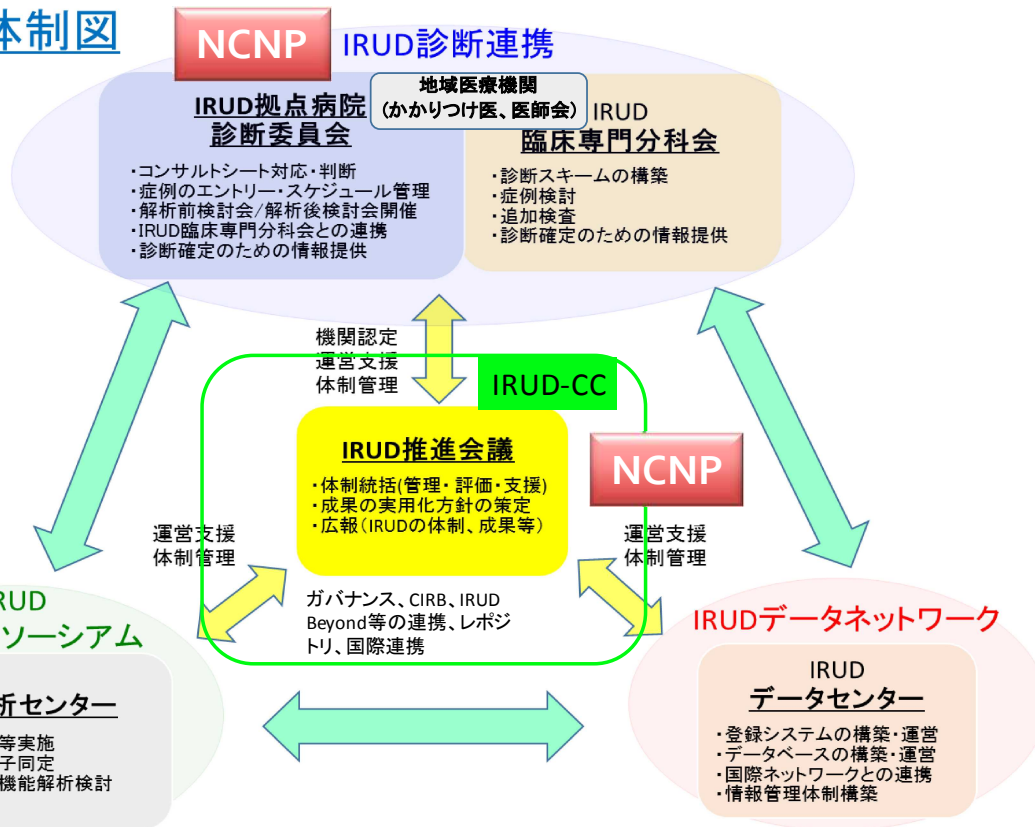 体制図
NCNP
IRUD診断連携
地域医療機関
(かかりつけ医、医師会)
IRUD拠点病院
診断委員会
・コンサルトシート対応・判断
・症例のエントリー・スケジュール管理
・解析前検討会/解析後検討会開催
・IRUD臨床専門分科会との連携
・診断確定のための情報提供
IRUD
臨床専門分科会
・診断スキームの構築
・症例検討
・追加検査
・診断確定のための情報提供
機関認定
運営支援
体制管理
IRUD-CC
IRUD推進会議
・体制統括(管理・評価・支援)
・成果の実用化方針の策定
・広報(IRUDの体制、成果等)
NCNP
運営支援
体制管理
運営支援
体制管理
ガバナンス、CIRB、IRUD
Beyond等の連携、レポジ
トリ、国際連携
RUD
ソーシアム
析センター
等実施
子同定
機能解析検討
IRUDデータネットワーク
IRUD
データセンター
・登録システムの構築・運営
・データベースの構築・運営
・国際ネットワークとの連携
・情報管理体制構築